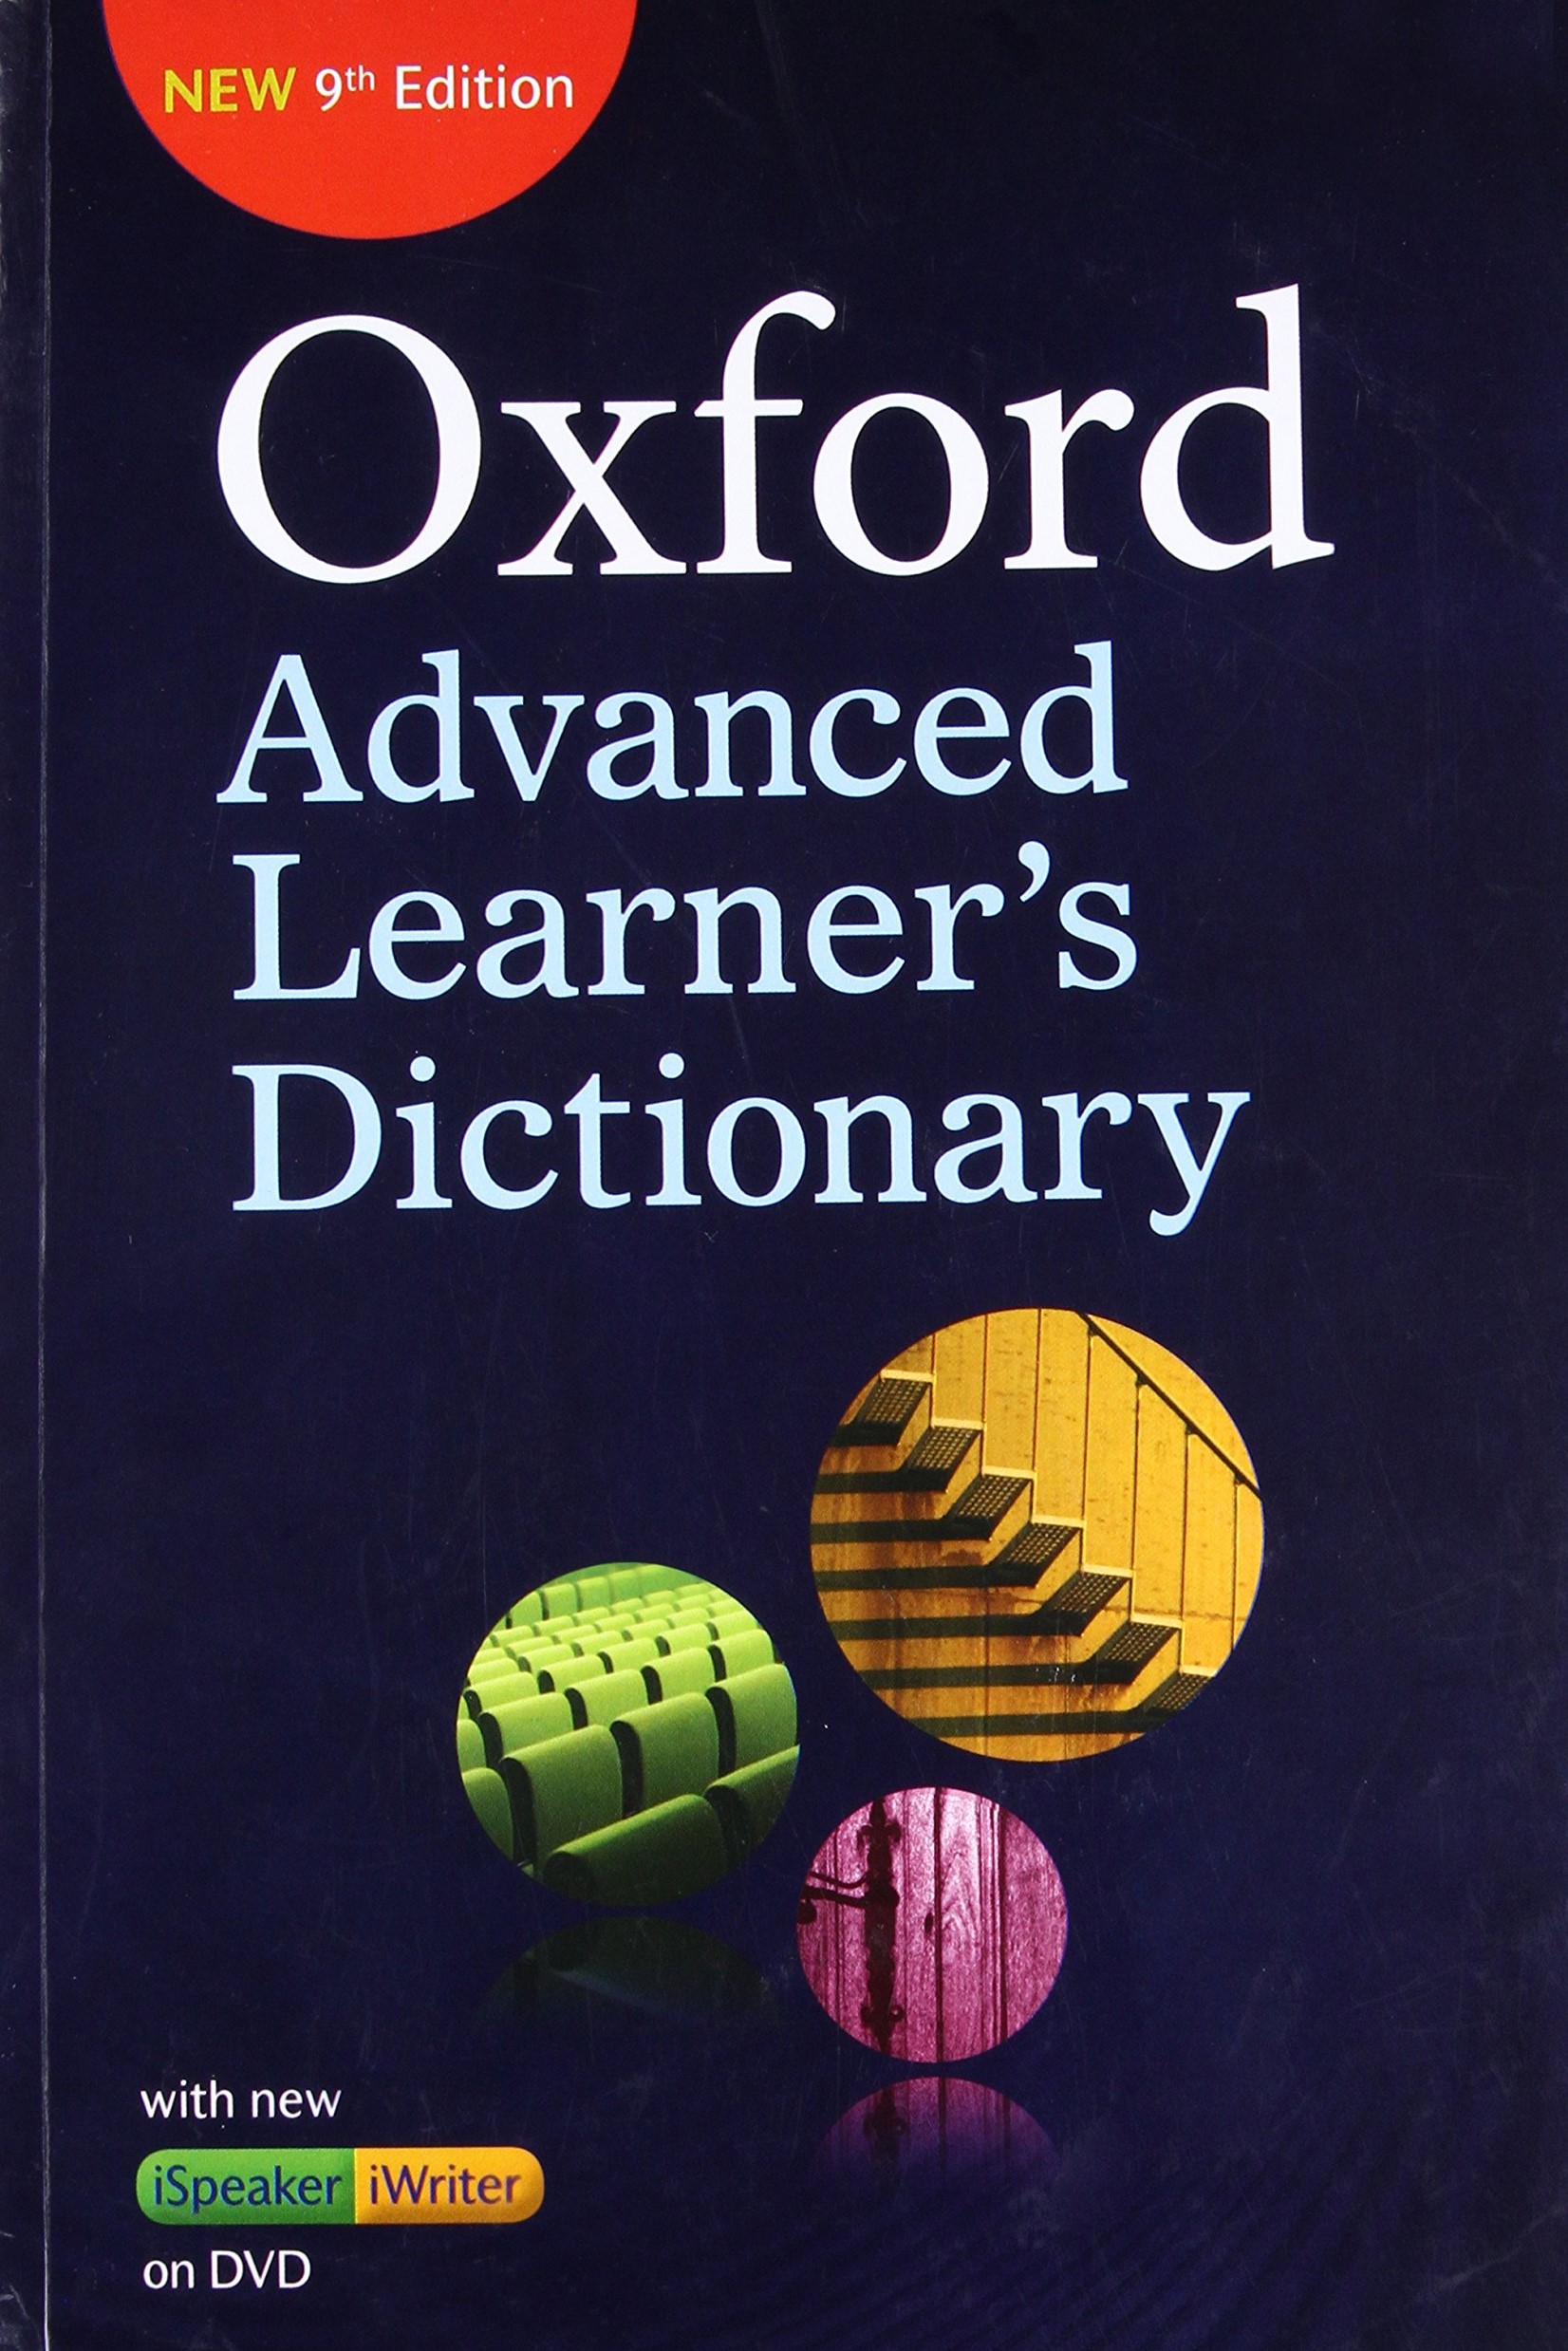 NEW 9th Edition
Oxford
Advanced
Learner's
Dictionary
with new
iSpeaker iWriter
on DVD